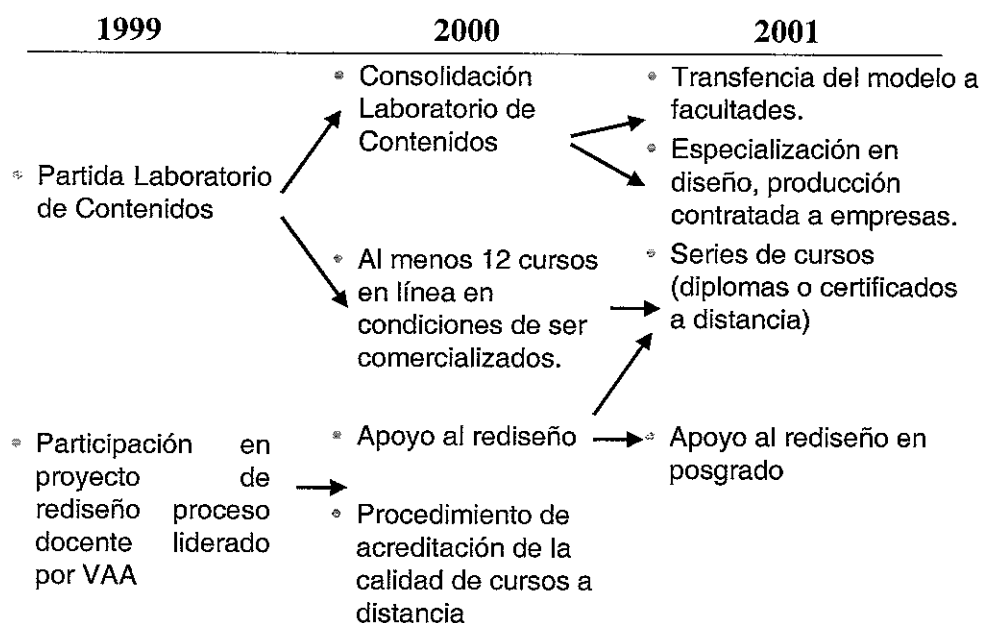 1999
2000
2001
Partida Laboratorio
de Contenidos
Participación en
proyecto de
rediseño proceso
docente liderado
por VAA
Consolidación
Laboratorio de
Contenidos
Al menos 12 cursos
en línea en
condiciones de ser
comercializados.
Apoyo al rediseño
Procedimiento de
acreditación de la
calidad de cursos a
distancia
Transfencia del modelo a
facultades.
Especialización en
diseño, producción
contratada a empresas.
Series de cursos
(diplomas o certificados
a distancia)
Apoyo al rediseño en
posgrado